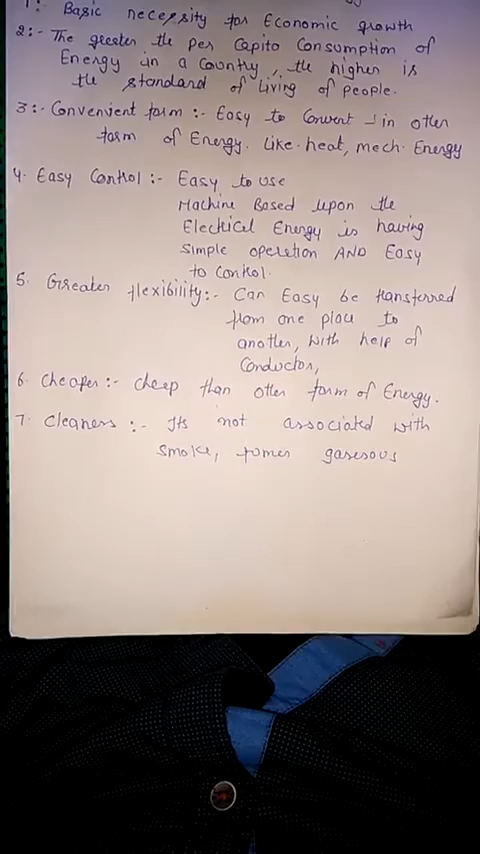 1:- Basic necessity for Economic growth
2:- The greater the per Capito Consumption of
Energy in a Country, the higher is
the standard of living of people.
3:- Convenient form :- Easy to Convert in other
form of Energy. Like heat, mech. Energy
4. Easy Control :- Easy to use
Machine Based upon the
Electrical Energy is having
Simple operation AND Easy
to Control.
5. Greater flexibility:- Can Easy be transferred
from one place to
another, with help of
Conductor,
6. Cheaper :- Cheep than other form of Energy.
7. Cleaness :- Its not associated with
smoke, fumes gasesous